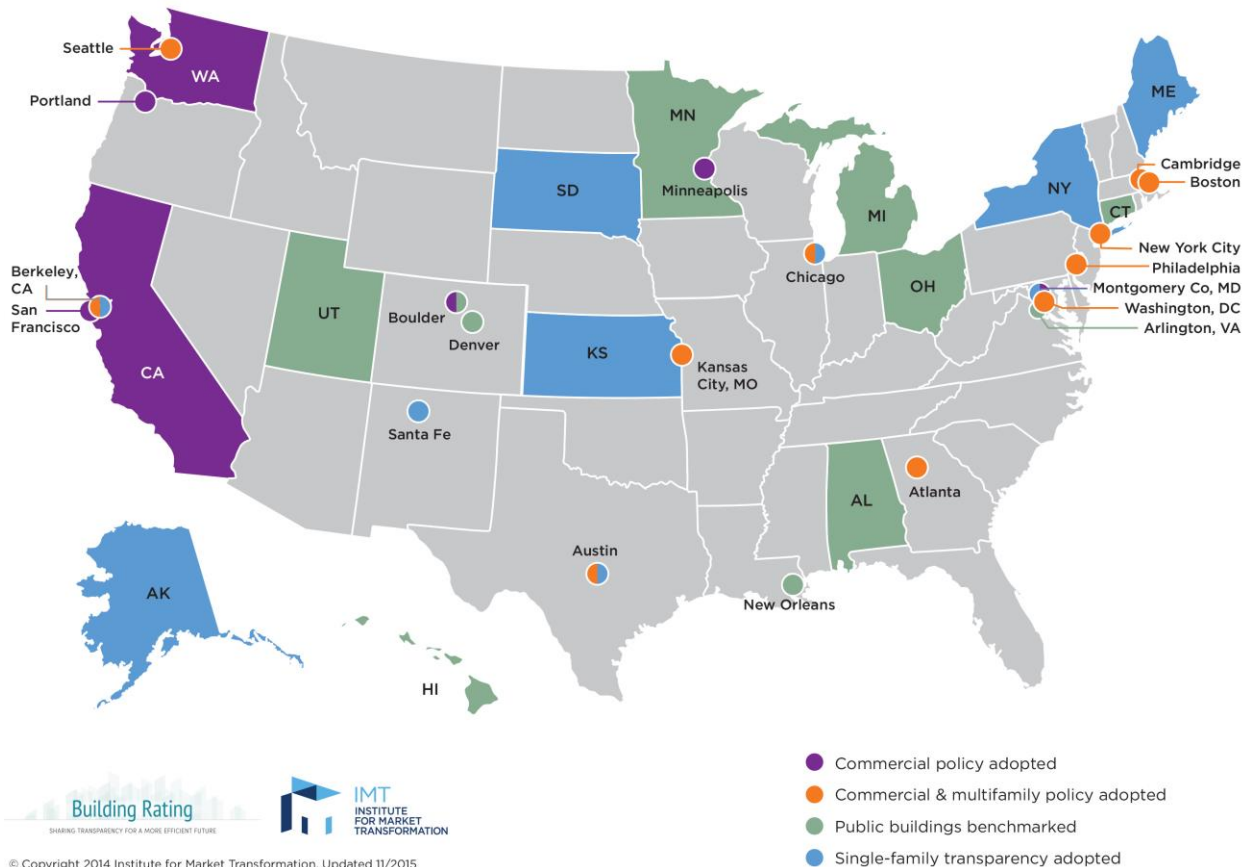 Seattle
WA
Portland
MN
ME
Cambridge
Boston
SD
Minneapolis
NY
MI
CT
New York City
Philadelphia
Montgomery Co, MD
Washington, DC
Arlington, VA
Berkeley,
CA
San
Francisco
Chicago
OH
UT
Boulder
Denver
KS
Kansas
City, MO
CA
Santa Fe
Atlanta
AL
Austin
New Orleans
AK
HI
Building Rating
SHARING TRANSPARENCY FOR A MORE EFFICIENT FUTURE
IMT
INSTITUTE
FOR MARKET
TRANSFORMATION
Commercial policy adopted
Commercial & multifamily policy adopted
Public buildings benchmarked
Single-family transparency adopted
© Copyright 2014 Institute for Market Transformation. Updated 11/2015